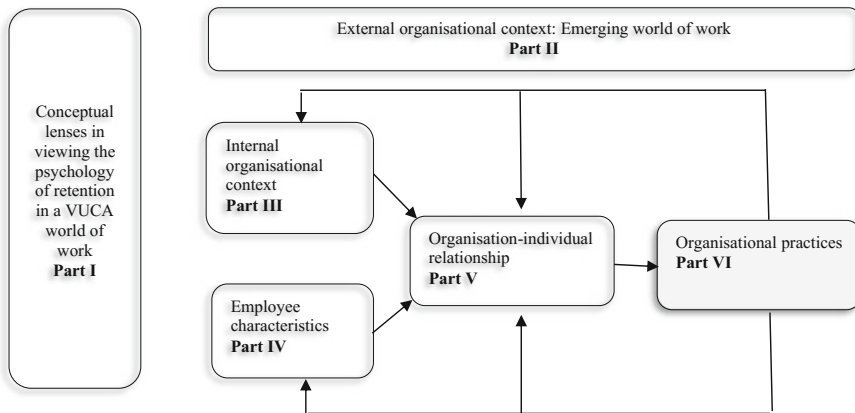 External organisational context: Emerging world of work
Part II
Conceptual
lenses in
viewing the
psychology
of retention
in a VUCA
world of
work
Part I
Internal
organisational
context
Part III
Organisation-individual
relationship
Part V
Organisational practices
Part VI
Employee
characteristics
Part IV